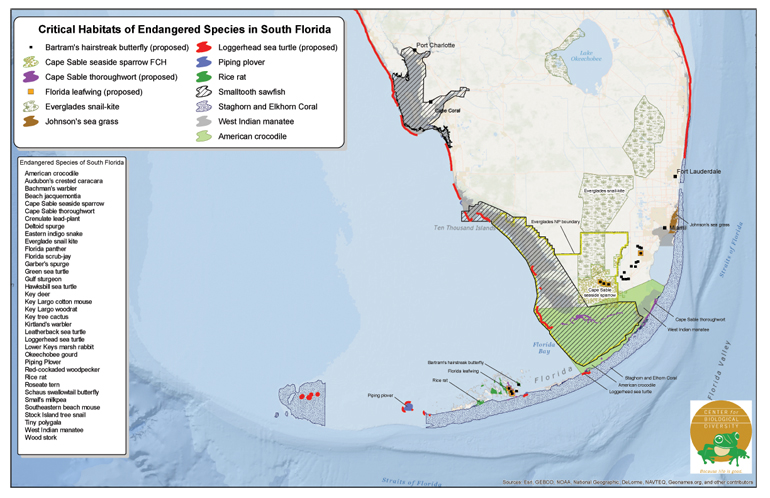 Critical Habitats of Endangered Species in South Florida
Bartram's hairstreak butterfly (proposed)
Cape Sable seaside sparrow FCH
Cape Sable thoroughwort (proposed)
Florida leafwing (proposed)
Everglades snail-kite
Johnson's sea grass
Loggerhead sea turtle (proposed)
Piping plover
Rice rat
Smalltooth sawfish
Staghorn and Elkhorn Coral
West Indian manatee
American crocodile
Endangered Species of South Florida
American crocodile
Audubon's crested caracara
Bachman's warbler
Beach jacquemontia
Cape Sable seaside sparrow
Cape Sable thoroughwort
Crenulate lead-plant
Deltoid spurge
Eastern indigo snake
Everglade snail kite
Florida panther
Florida scrub-jay
Garber's spurge
Green sea turtle
Gulf sturgeon
Hawksbill sea turtle
Key deer
Key Largo cotton mouse
Key Largo woodrat
Key tree cactus
Kirtland's warbler
Leatherback sea turtle
Loggerhead sea turtle
Lower Keys marsh rabbit
Okeechobee gourd
Piping Plover
Red-cockaded woodpecker
Rice rat
Roseate tern
Schaus swallowtail butterfly
Small's milkpea
Southeastern beach mouse
Stock Island tree snail
Tiny polygala
West Indian manatee
Wood stork
Port Charlotte
Lake
Okeechobee
Cape Coral
Fort Lauderdale
Everglades snail-kite
Ten Thousand Islands
Everglades NP boundary
Johnson's sea grass
Miami
Cape Sable
seaside sparrow
Straits of Florida
Cape Sable thoroughwort
West Indian manatee
Florida
Bay
Bartram's hairstreak butterfly
Florida leafwing
Rice rat
Florida
Staghorn and Elkhorn Coral
American crocodile
Loggerhead sea turtle
Piping plover
Florida Valley
Straits of Florida
CENTER for
BIOLOGICAL
DIVERSITY
Because life is good
Sources: Esri, GEBCO, NOAA, National Geographic, DeLorme, NAVTEQ, Geonames.org, and other contributors